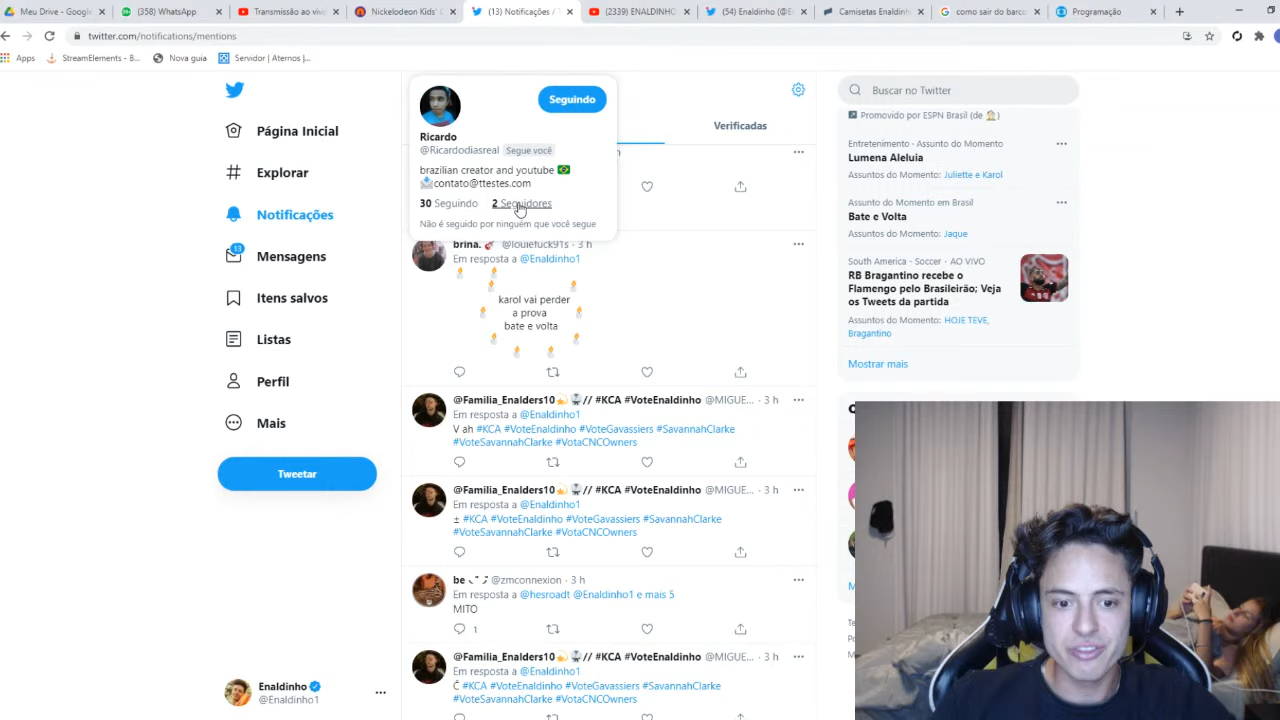 Meu Drive - Google
(358) WhatsApp
Transmissão ao viv
Nickelodeon Kids'
(13) Notificações / T
(2339) ENALDINHO
(54) Enaldinho (@E
Camisetas Enaldinh
como sair do barco
Programação
twitter.com/notifications/mentions
Apps
StreamElements - B...
Nova guia
Servidor | Aternos |...
Página Inicial
Explorar
Notificações
13
Mensagens
Itens salvos
Listas
Perfil
Mais
Tweetar
Enaldinho
@Enaldinho1
Seguindo
Ricardo
@Ricardodiasreal Segue você
brazilian creator and youtube 🇧🇷
📩contato@ttestes.com
30 Seguindo 2 Seguidores
Não é seguido por ninguém que você segue
Verificadas
h
brina. @louiefuck91s · 3 h
Em resposta a @Enaldinho1
karol vai perder
a prova
bate e volta
@Familia_Enalders10 // #KCA #VoteEnaldinho @MIGUE... · 3 h
Em resposta a @Enaldinho1
V ah #KCA #VoteEnaldinho #VoteGavassiers #SavannahClarke
#VoteSavannahClarke #VotaCNCOwners
@Familia_Enalders10 // #KCA #VoteEnaldinho @MIGUE... · 3 h
Em resposta a @Enaldinho1
± #KCA #VoteEnaldinho #VoteGavassiers #SavannahClarke
#VoteSavannahClarke #VotaCNCOwners
be @zmconnexion · 3 h
Em resposta a @hesroadt @Enaldinho1 e mais 5
MITO
1
@Familia_Enalders10 // #KCA #VoteEnaldinho @MIGUE... · 3 h
Em resposta a @Enaldinho1
Č #KCA #VoteEnaldinho #VoteGavassiers #SavannahClarke
#VoteSavannahClarke #VotaCNCOwners
Buscar no Twitter
Promovido por ESPN Brasil (de )
Entretenimento · Assunto do Momento
Lumena Aleluia
Assuntos do Momento: Juliette e Karol
Assunto do Momento em Brasil
Bate e Volta
Assuntos do Momento: Jaque
South America - Soccer · AO VIVO
RB Bragantino recebe o
Flamengo pelo Brasileirão; Veja
os Tweets da partida
Assuntos do Momento: HOJE TEVE,
Bragantino
Mostrar mais